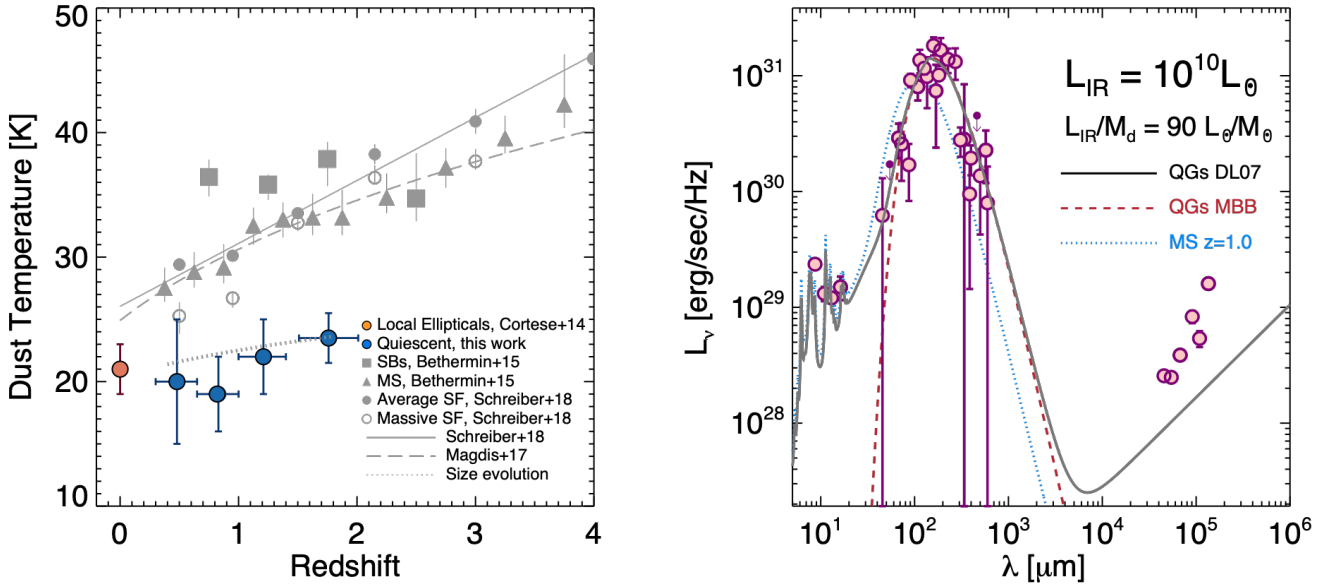 50
40
30
20
10
Dust Temperature [K]
Local Ellipticals, Cortese+14
Quiescent, this work
SBs, Bethermin+15
MS, Bethermin+15
Average SF, Schreiber+18
Massive SF, Schreiber+18
Schreiber+18
Magdis+17
Size evolution
0 1 2 3 4
Redshift
10^31
10^30
10^29
10^28
L_ν [erg/sec/Hz]
L_IR = 10^10 L_⊙
L_IR/M_d = 90 L_⊙/M_⊙
QGs DL07
QGs MBB
MS z=1.0
10^1 10^2 10^3 10^4 10^5 10^6
λ [μm]